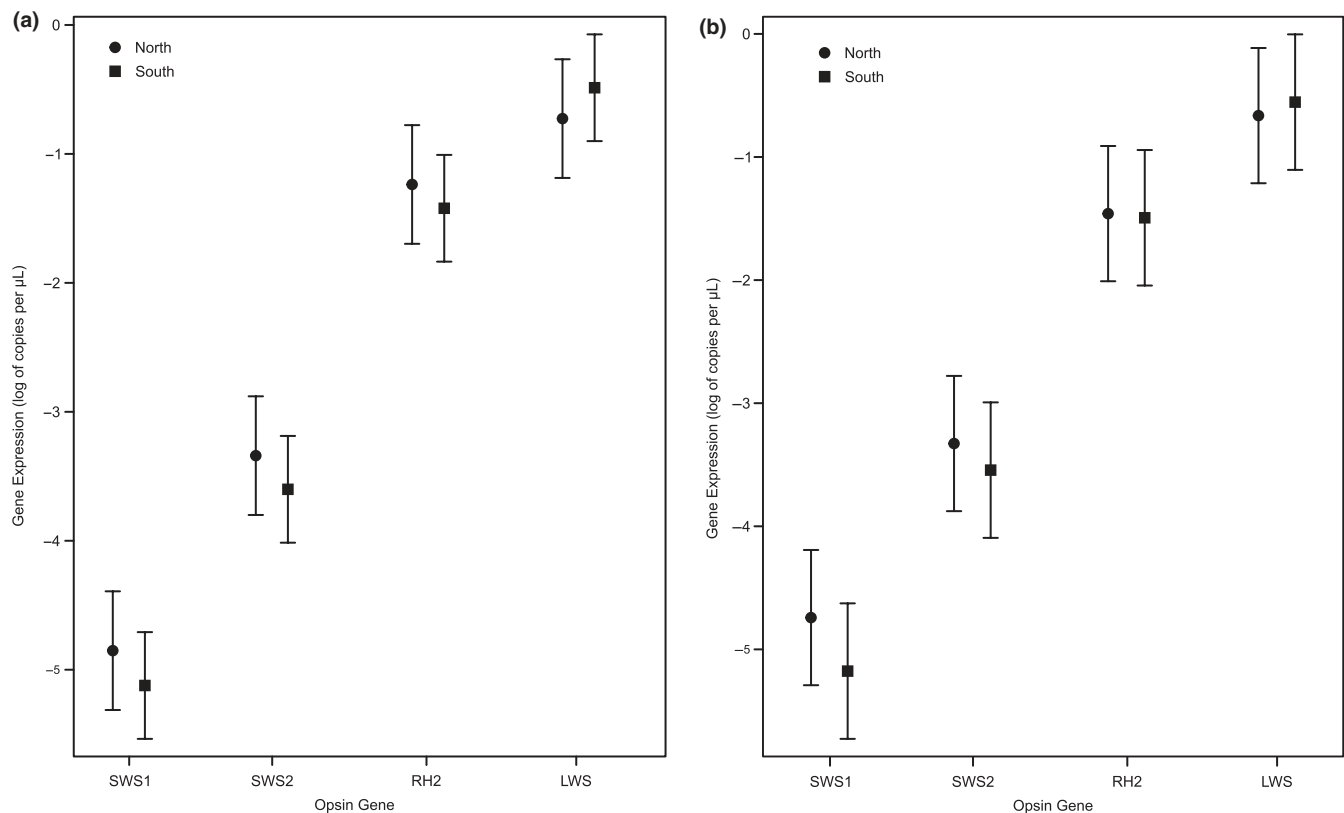 (a)
North
South
0
–1
–2
–3
–4
–5
Gene Expression (log of copies per µL)
SWS1 SWS2 RH2 LWS
Opsin Gene
(b)
North
South
0
–1
–2
–3
–4
–5
Gene Expression (log of copies per µL)
SWS1 SWS2 RH2 LWS
Opsin Gene